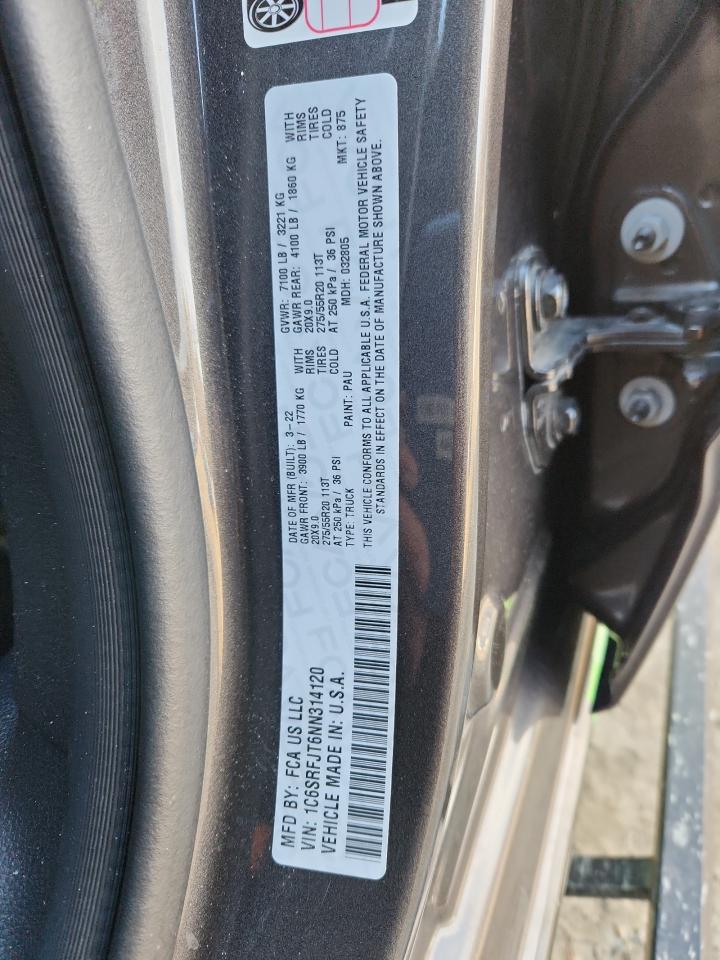 MFD BY: FCA US LLC
VIN: 1C6SRFJT6NN314120
VEHICLE MADE IN: U.S.A.
DATE OF MFR (BUILT): 3-22 GVWR: 7100 LB / 3221 KG
GAWR FRONT: 3900 LB / 1770 KG WITH GAWR REAR: 4100 LB / 1860 KG WITH
20X9.0 RIMS 20X9.0 RIMS
275/55R20 113T TIRES 275/55R20 113T TIRES
AT 250 kPa / 36 PSI COLD AT 250 kPa / 36 PSI COLD
TYPE: TRUCK PAINT: PAU MDH: 032805 MKT: 875
THIS VEHICLE CONFORMS TO ALL APPLICABLE U.S.A. FEDERAL MOTOR VEHICLE SAFETY
STANDARDS IN EFFECT ON THE DATE OF MANUFACTURE SHOWN ABOVE.